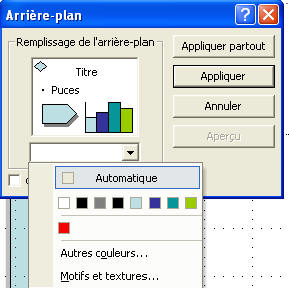 Arrière-plan
Remplissage de l'arrière-plan
Titre
• Puces
Appliquer partout
Appliquer
Annuler
Aperçu
Automatique
Autres couleurs...
Motifs et textures...